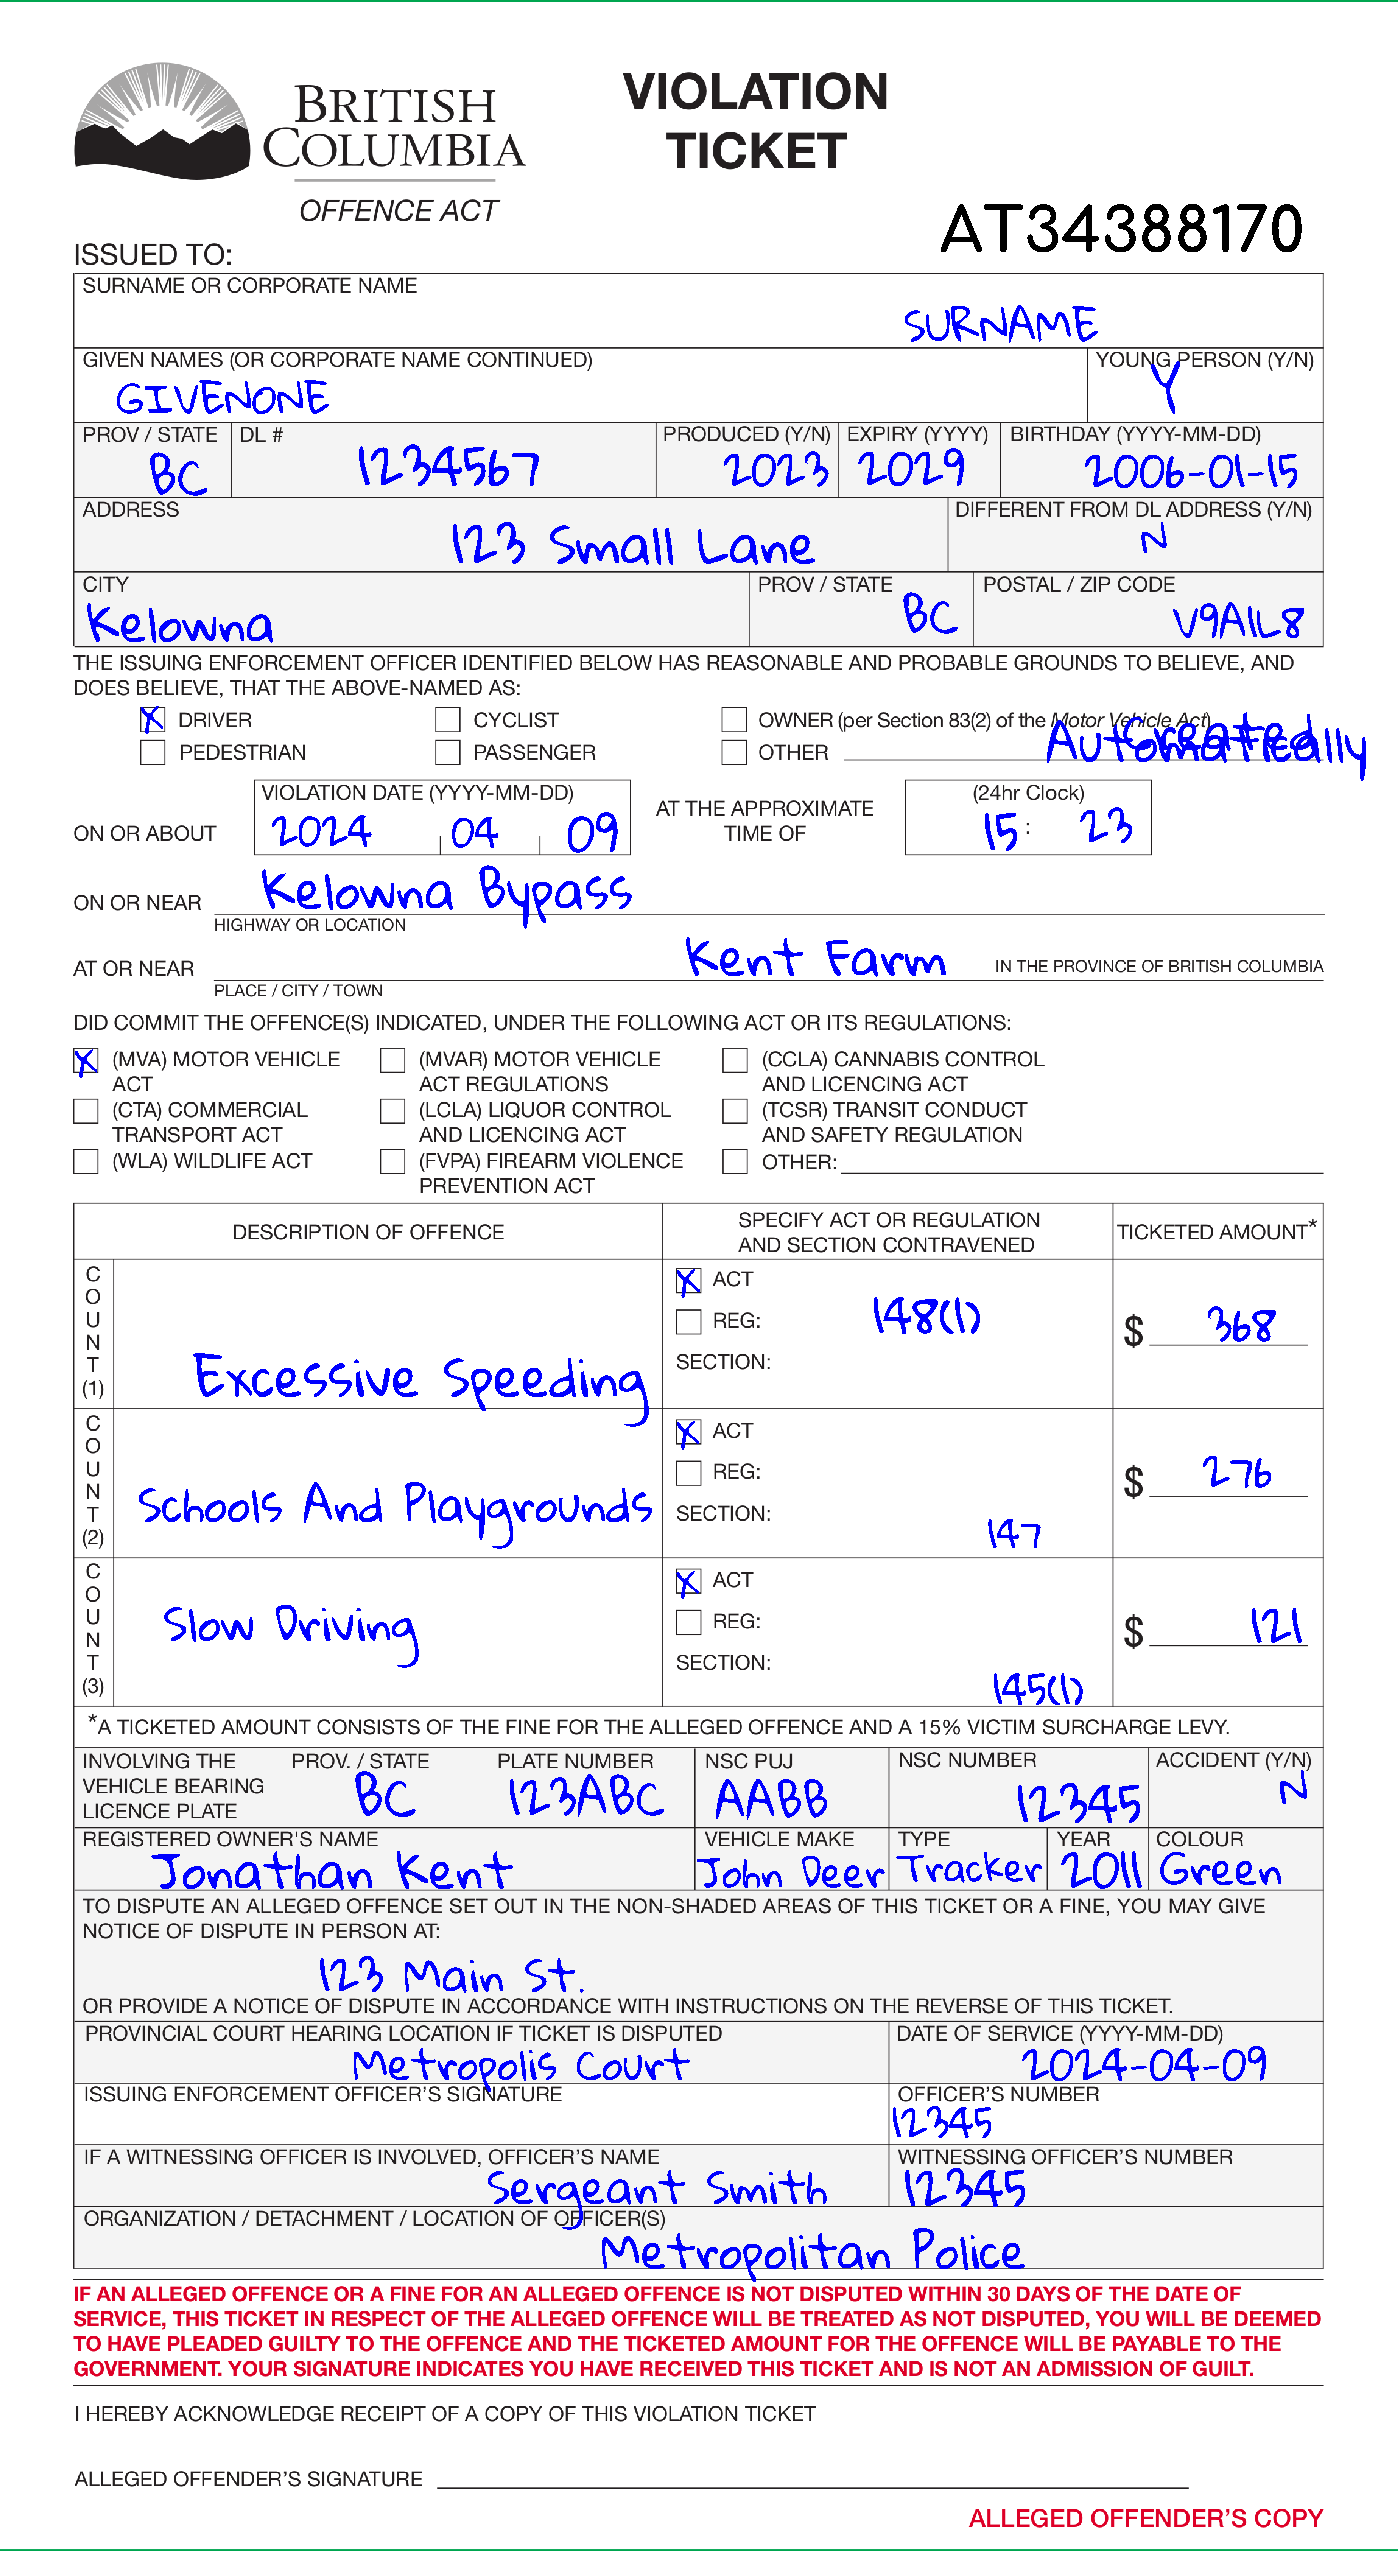 BRITISH
COLUMBIA
OFFENCE ACT
VIOLATION
TICKET
AT34388170
ISSUED TO:
SURNAME OR CORPORATE NAME
SURNAME
GIVEN NAMES (OR CORPORATE NAME CONTINUED) YOUNG PERSON (Y/N)
GIVENONE Y
PROV / STATE DL # PRODUCED (Y/N) EXPIRY (YYYY) BIRTHDAY (YYYY-MM-DD)
BC 1234567 2023 2029 2006-01-15
ADDRESS DIFFERENT FROM DL ADDRESS (Y/N)
123 Small Lane N
CITY PROV / STATE POSTAL / ZIP CODE
Kelowna BC V9A1L8
THE ISSUING ENFORCEMENT OFFICER IDENTIFIED BELOW HAS REASONABLE AND PROBABLE GROUNDS TO BELIEVE, AND
DOES BELIEVE, THAT THE ABOVE-NAMED AS:
X DRIVER CYCLIST OWNER (per Section 83(2) of the Motor Vehicle Act)
PEDESTRIAN PASSENGER OTHER Created Automatically
VIOLATION DATE (YYYY-MM-DD) (24hr Clock)
ON OR ABOUT 2024 04 09 AT THE APPROXIMATE
TIME OF 15 : 23
ON OR NEAR Kelowna Bypass
HIGHWAY OR LOCATION
AT OR NEAR Kent Farm IN THE PROVINCE OF BRITISH COLUMBIA
PLACE / CITY / TOWN
DID COMMIT THE OFFENCE(S) INDICATED, UNDER THE FOLLOWING ACT OR ITS REGULATIONS:
X (MVA) MOTOR VEHICLE (MVAR) MOTOR VEHICLE (CCLA) CANNABIS CONTROL
ACT ACT REGULATIONS AND LICENCING ACT
(CTA) COMMERCIAL (LCLA) LIQUOR CONTROL (TCSR) TRANSIT CONDUCT
TRANSPORT ACT AND LICENCING ACT AND SAFETY REGULATION
(WLA) WILDLIFE ACT (FVPA) FIREARM VIOLENCE OTHER:
PREVENTION ACT
DESCRIPTION OF OFFENCE SPECIFY ACT OR REGULATION
AND SECTION CONTRAVENED TICKETED AMOUNT*
COUNT (1) Excessive Speeding
X ACT
REG: 148(1)
SECTION:
$ 368
COUNT (2) Schools And Playgrounds
X ACT
REG:
SECTION: 147
$ 276
COUNT (3) Slow Driving
X ACT
REG:
SECTION: 145(1)
$ 121
*A TICKETED AMOUNT CONSISTS OF THE FINE FOR THE ALLEGED OFFENCE AND A 15% VICTIM SURCHARGE LEVY.
INVOLVING THE PROV. / STATE PLATE NUMBER NSC PUJ NSC NUMBER ACCIDENT (Y/N)
VEHICLE BEARING BC 123ABC AABB 12345 N
LICENCE PLATE
REGISTERED OWNER'S NAME VEHICLE MAKE TYPE YEAR COLOUR
Jonathan Kent John Deer Tracker 2011 Green
TO DISPUTE AN ALLEGED OFFENCE SET OUT IN THE NON-SHADED AREAS OF THIS TICKET OR A FINE, YOU MAY GIVE
NOTICE OF DISPUTE IN PERSON AT:
123 Main St.
OR PROVIDE A NOTICE OF DISPUTE IN ACCORDANCE WITH INSTRUCTIONS ON THE REVERSE OF THIS TICKET.
PROVINCIAL COURT HEARING LOCATION IF TICKET IS DISPUTED DATE OF SERVICE (YYYY-MM-DD)
Metropolis Court 2024-04-09
ISSUING ENFORCEMENT OFFICER'S SIGNATURE OFFICER'S NUMBER
12345
IF A WITNESSING OFFICER IS INVOLVED, OFFICER'S NAME WITNESSING OFFICER'S NUMBER
Sergeant Smith 12345
ORGANIZATION / DETACHMENT / LOCATION OF OFFICER(S)
Metropolitan Police
IF AN ALLEGED OFFENCE OR A FINE FOR AN ALLEGED OFFENCE IS NOT DISPUTED WITHIN 30 DAYS OF THE DATE OF
SERVICE, THIS TICKET IN RESPECT OF THE ALLEGED OFFENCE WILL BE TREATED AS NOT DISPUTED, YOU WILL BE DEEMED
TO HAVE PLEADED GUILTY TO THE OFFENCE AND THE TICKETED AMOUNT FOR THE OFFENCE WILL BE PAYABLE TO THE
GOVERNMENT. YOUR SIGNATURE INDICATES YOU HAVE RECEIVED THIS TICKET AND IS NOT AN ADMISSION OF GUILT.
I HEREBY ACKNOWLEDGE RECEIPT OF A COPY OF THIS VIOLATION TICKET
ALLEGED OFFENDER'S SIGNATURE
ALLEGED OFFENDER'S COPY